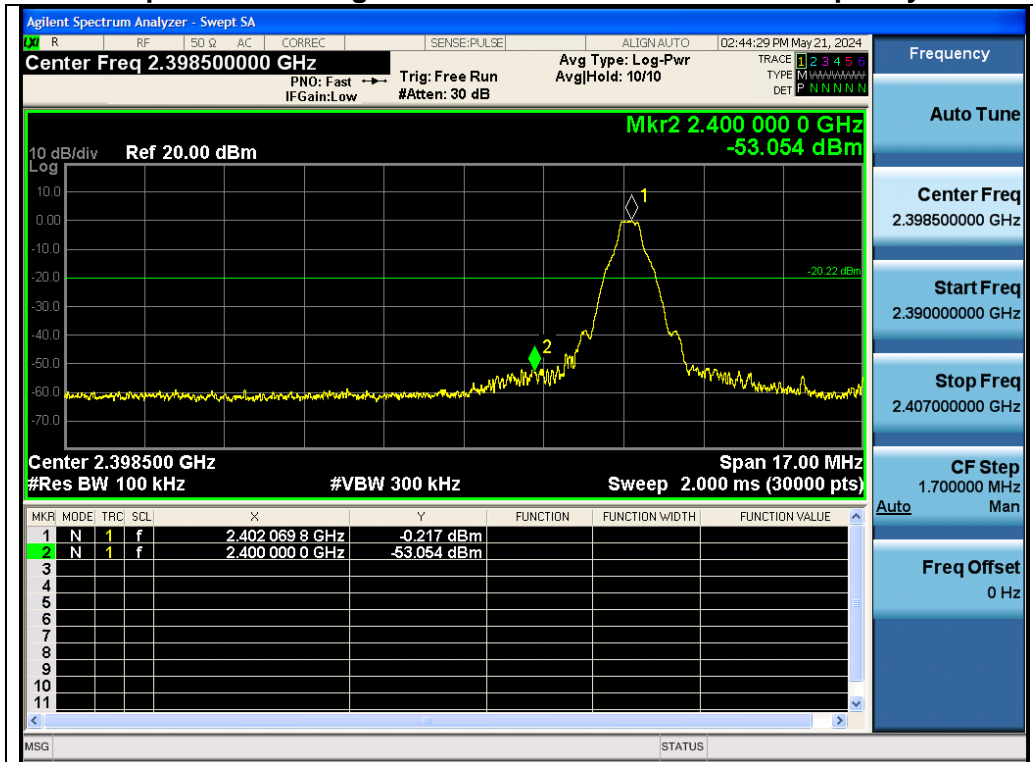 Agilent Spectrum Analyzer - Swept SA
LXI R RF 50 Ω AC CORREC SENSE:PULSE ALIGN AUTO 02:44:29 PM May 21, 2024
Center Freq 2.398500000 GHz
PNO: Fast
IFGain:Low
Trig: Free Run
#Atten: 30 dB
Avg Type: Log-Pwr
Avg|Hold: 10/10
TRACE 1 2 3 4 5 6
TYPE M
DET P N N N N N
Mkr2 2.400 000 0 GHz
-53.054 dBm
10 dB/div Ref 20.00 dBm
Log
10.0
0.00
-10.0
-20.0
-30.0
-40.0
-50.0
-60.0
-70.0
1
-20.22 dBm
2
Center 2.398500 GHz Span 17.00 MHz
#Res BW 100 kHz #VBW 300 kHz Sweep 2.000 ms (30000 pts)
MKR MODE TRC SCL X Y FUNCTION FUNCTION WIDTH FUNCTION VALUE
1 N 1 f 2.402 069 8 GHz -0.217 dBm
2 N 1 f 2.400 000 0 GHz -53.054 dBm
3
4
5
6
7
8
9
10
11
MSG STATUS
Frequency
Auto Tune
Center Freq
2.398500000 GHz
Start Freq
2.390000000 GHz
Stop Freq
2.407000000 GHz
CF Step
1.700000 MHz
Auto Man
Freq Offset
0 Hz